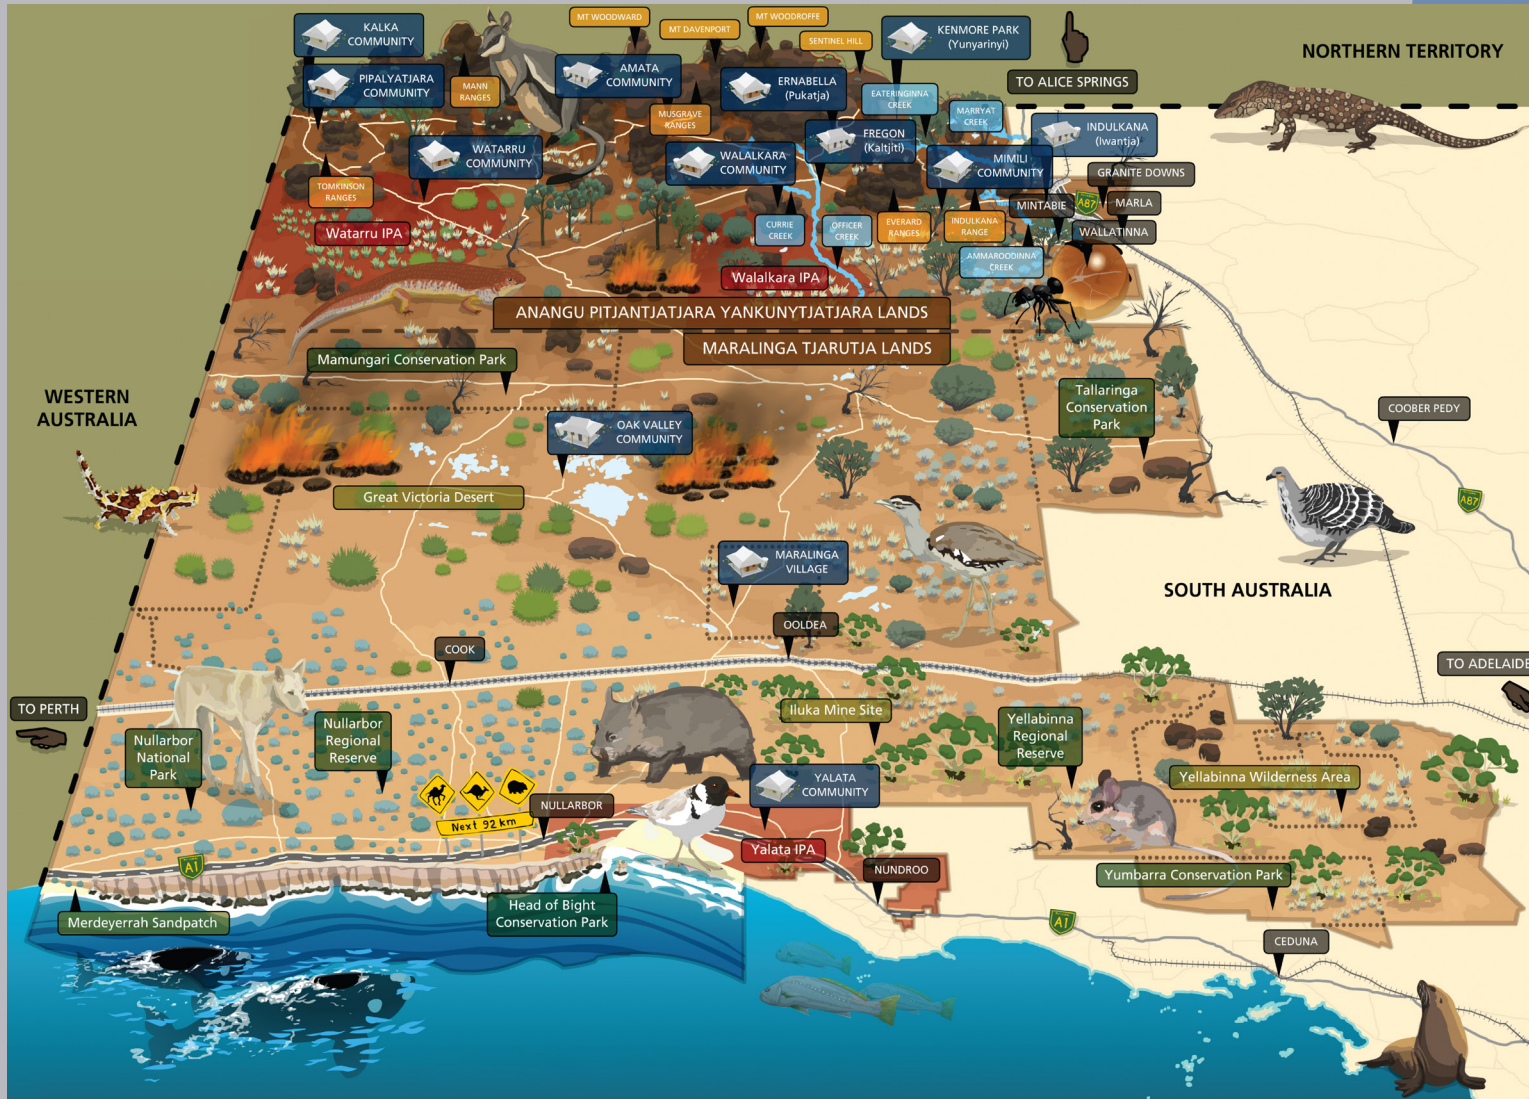 KALKA
COMMUNITY
MT WOODWARD
MT DAVENPORT
MT WOODROFFE
SENTINEL HILL
KENMORE PARK
(Yunyarinyi)
NORTHERN TERRITORY
PIPALYATJARA
COMMUNITY
MANN
RANGES
AMATA
COMMUNITY
ERNABELLA
(Pukatja)
EATERINGINNA
CREEK
TO ALICE SPRINGS
MUSGRAVE
RANGES
MARRYAT
CREEK
WATARRU
COMMUNITY
WALALKARA
COMMUNITY
FREGON
(Kaltjiti)
INDULKANA
(Iwantja)
MIMILI
COMMUNITY
GRANITE DOWNS
TOMKINSON
RANGES
MINTABIE
A87
MARLA
Watarru IPA
CURRIE
CREEK
OFFICER
CREEK
EVERARD
RANGES
INDULKANA
RANGE
WALLATINNA
AMMAROODINNA
CREEK
Walalkara IPA
ANANGU PITJANTJATJARA YANKUNYTJATJARA LANDS
MARALINGA TJARUTJA LANDS
Mamungari Conservation Park
WESTERN
AUSTRALIA
Tallaringa
Conservation
Park
COOBER PEDY
OAK VALLEY
COMMUNITY
Great Victoria Desert
A87
MARALINGA
VILLAGE
SOUTH AUSTRALIA
OOLDEA
COOK
TO ADELAIDE
TO PERTH
Nullarbor
National
Park
Nullarbor
Regional
Reserve
Iluka Mine Site
Yellabinna
Regional
Reserve
Yellabinna Wilderness Area
YALATA
COMMUNITY
NULLARBOR
Next 92 km
Yalata IPA
A1
NUNDROO
Yumbarra Conservation Park
Merdeyerrah Sandpatch
Head of Bight
Conservation Park
A1
CEDUNA